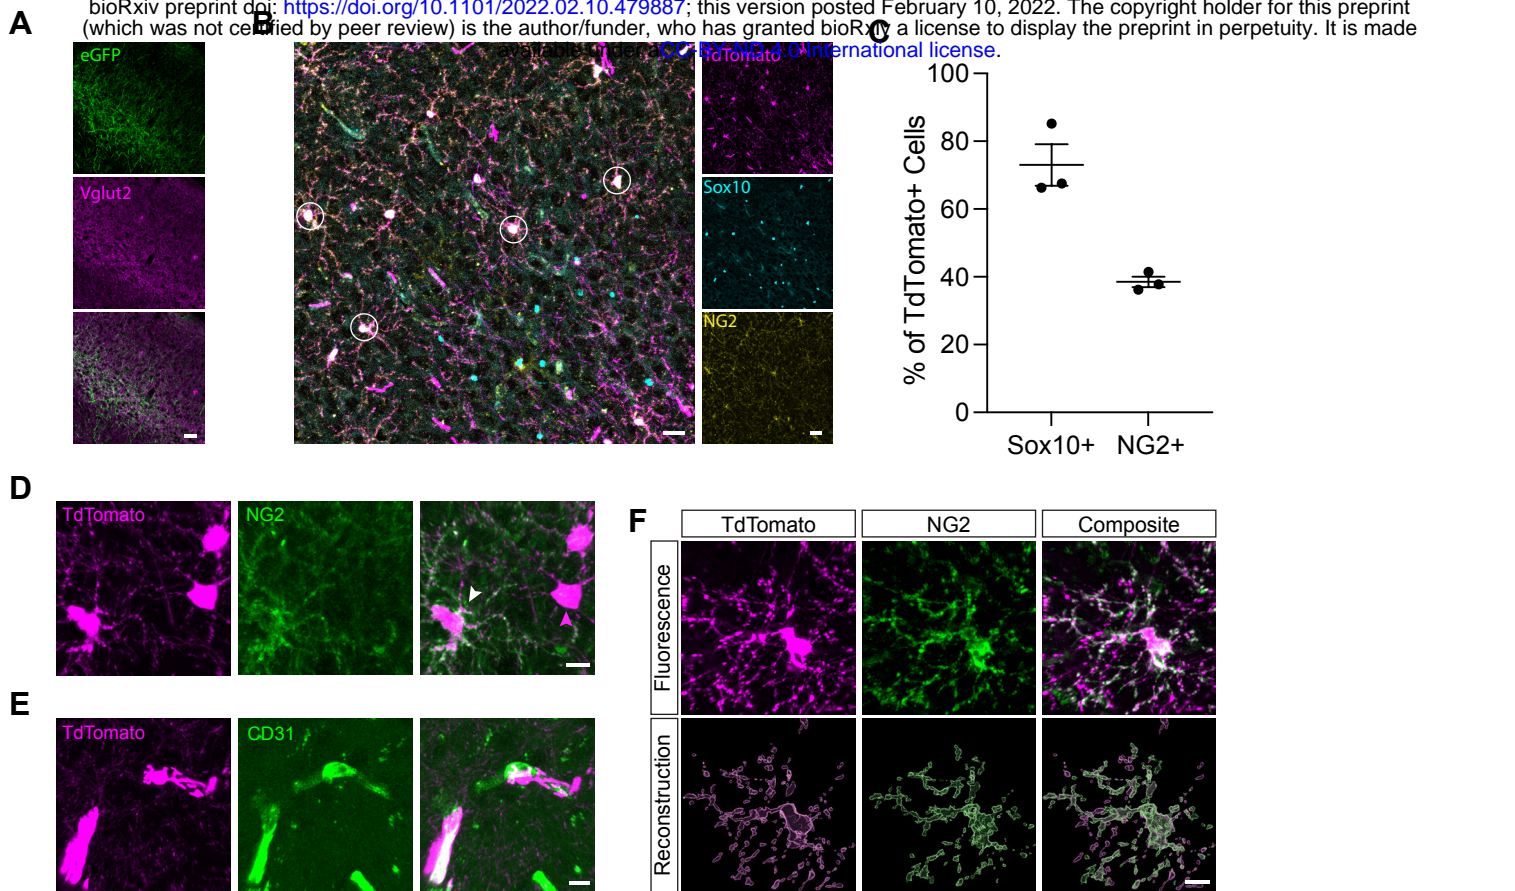 bioRxiv preprint doi: https://doi.org/10.1101/2022.02.10.479887; this version posted February 10, 2022. The copyright holder for this preprint
(which was not certified by peer review) is the author/funder, who has granted bioRxiv a license to display the preprint in perpetuity. It is made
available under aCC-BY-ND 4.0 International license.
A
B
C
eGFP
Vglut2
TdTomato
Sox10
NG2
% of TdTomato+ Cells
100
80
60
40
20
0
Sox10+ NG2+
D
TdTomato NG2
E
TdTomato CD31
F
TdTomato NG2 Composite
Fluorescence
Reconstruction